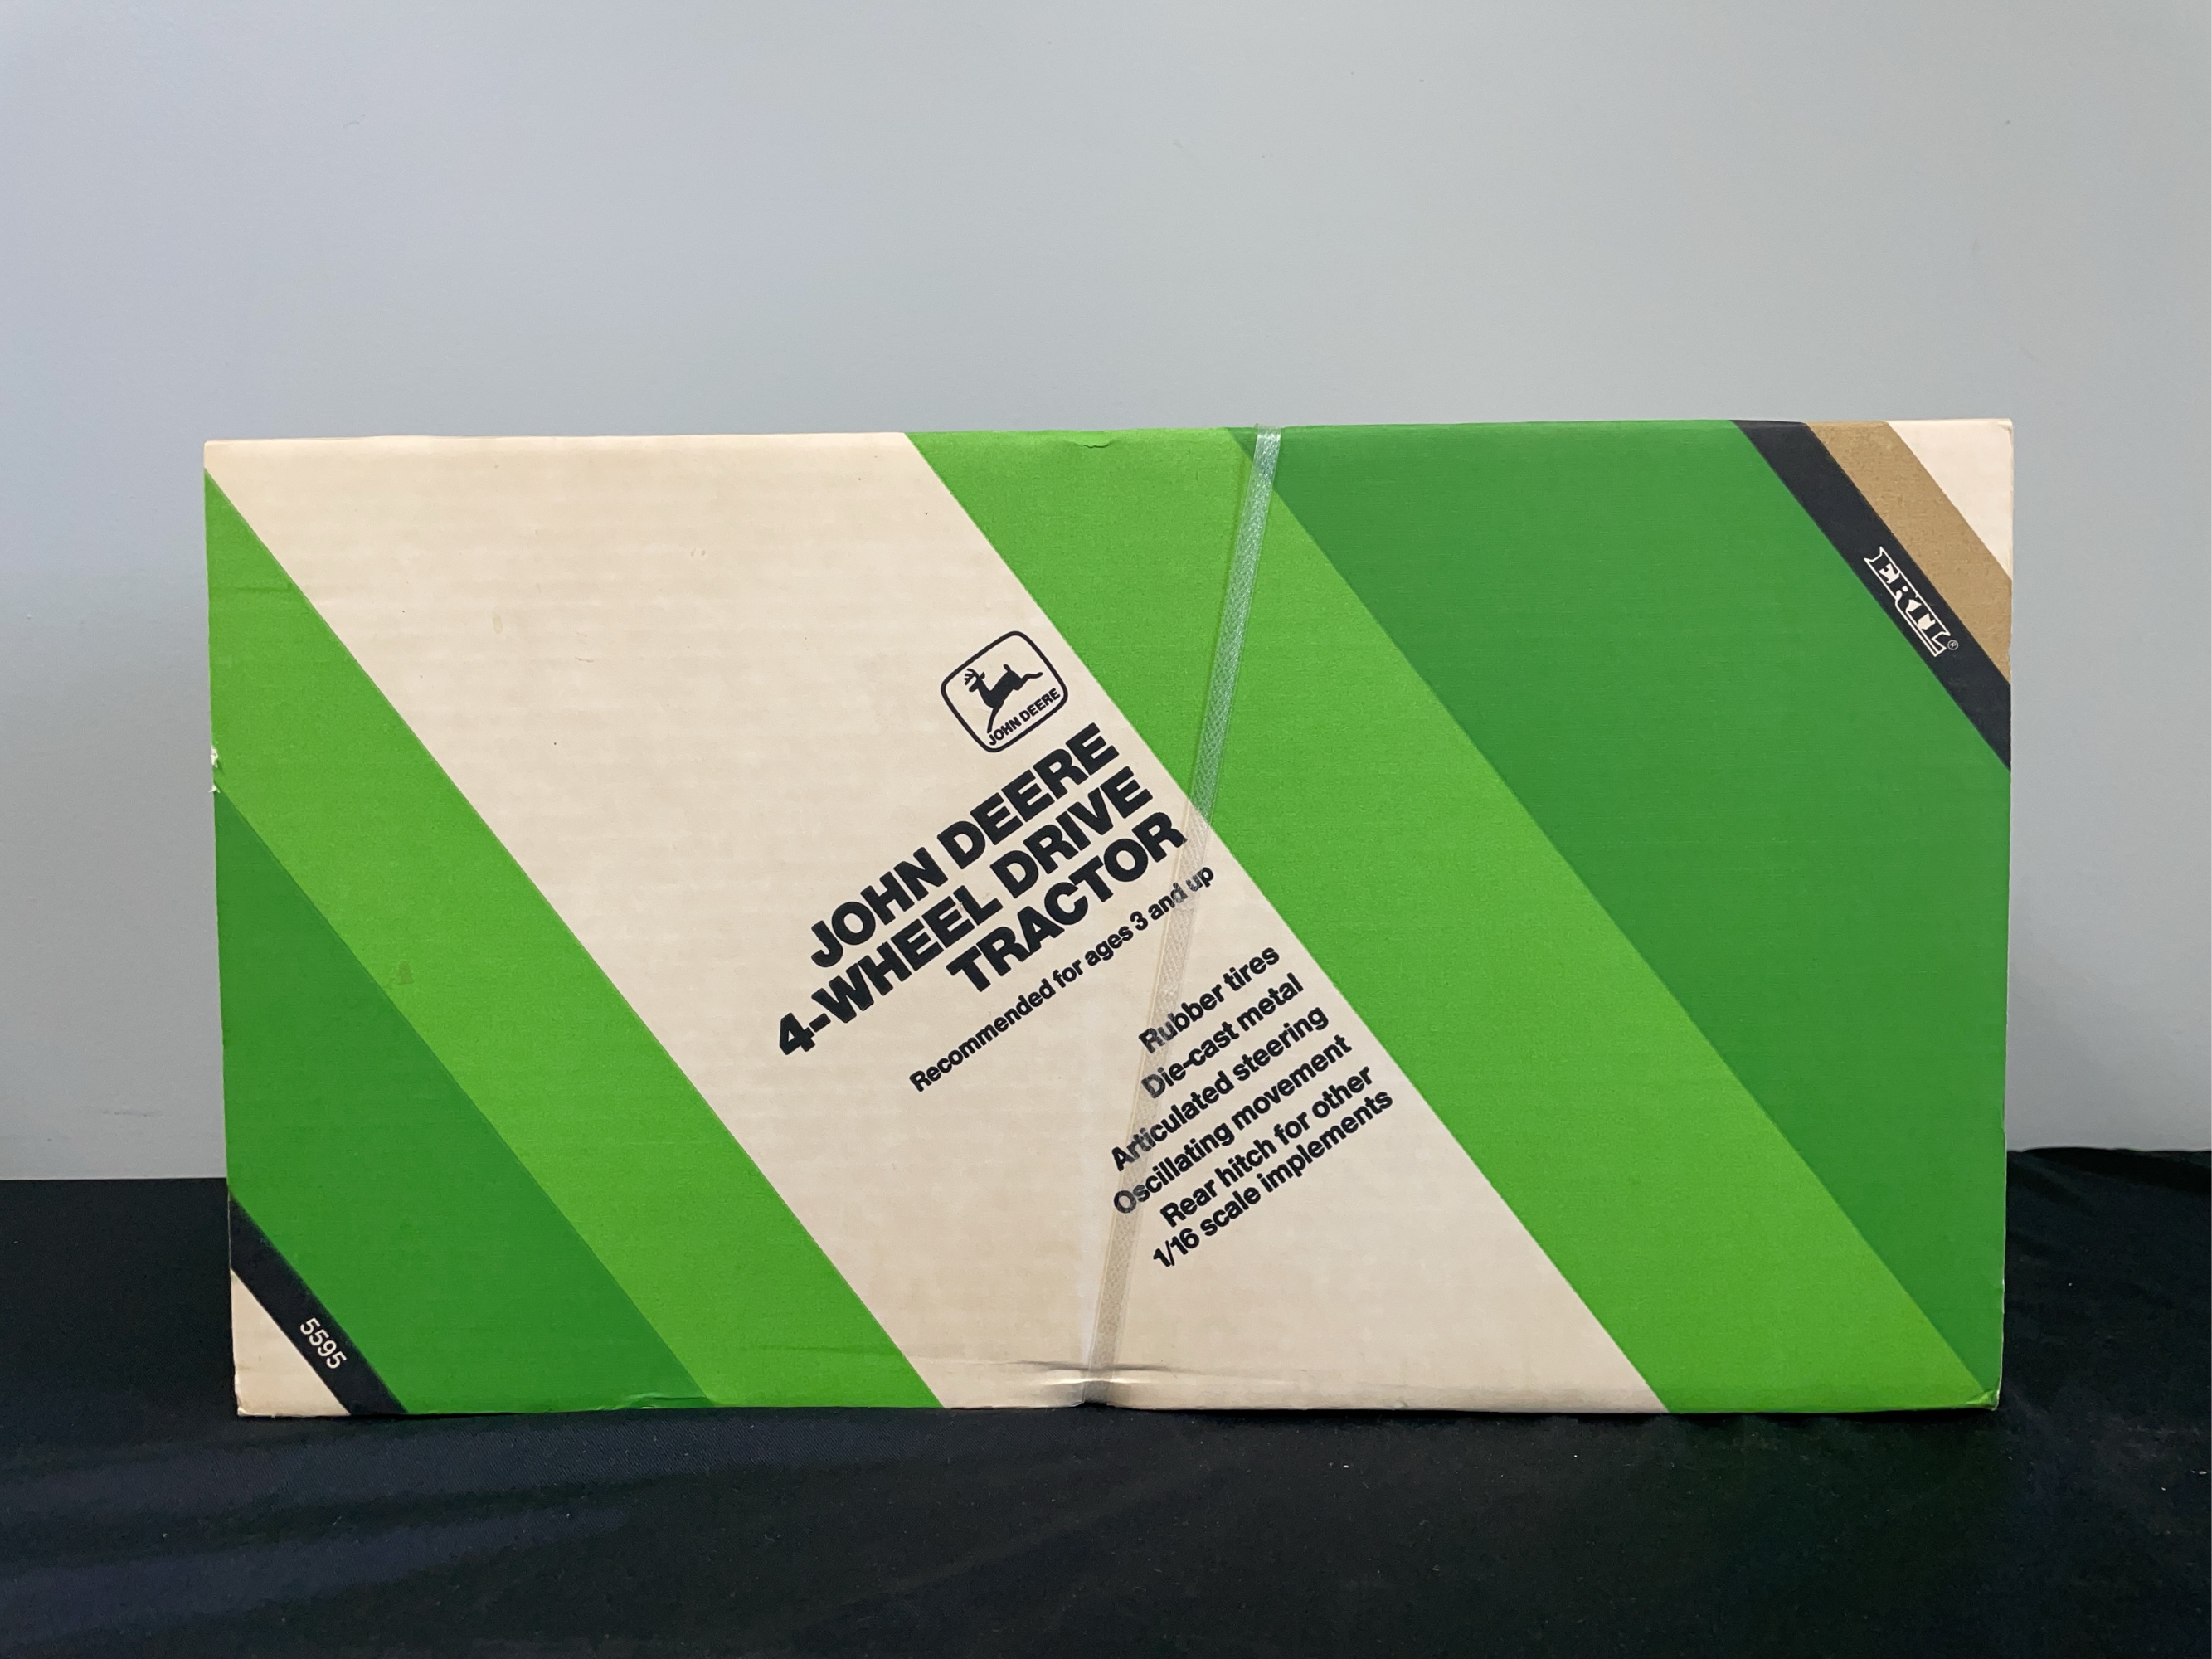 JOHN DEERE
JOHN DEERE
4-WHEEL DRIVE
TRACTOR
Recommended for ages 3 and up
Rubber tires
Die-cast metal
Articulated steering
Oscillating movement
Rear hitch for other
1/16 scale implements
ERTL®
5595